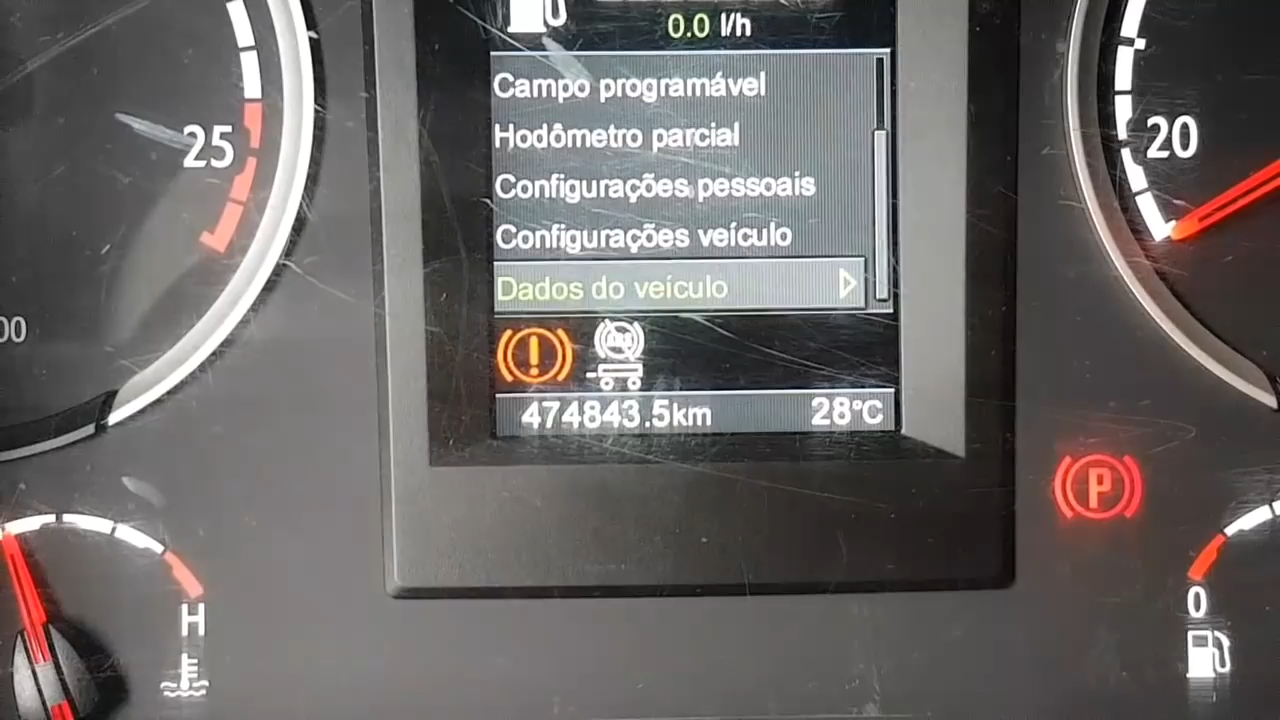 0.0 l/h
Campo programável
Hodômetro parcial
Configurações pessoais
Configurações veículo
Dados do veículo
474843.5km 28°C
25
20
00
P
H
0